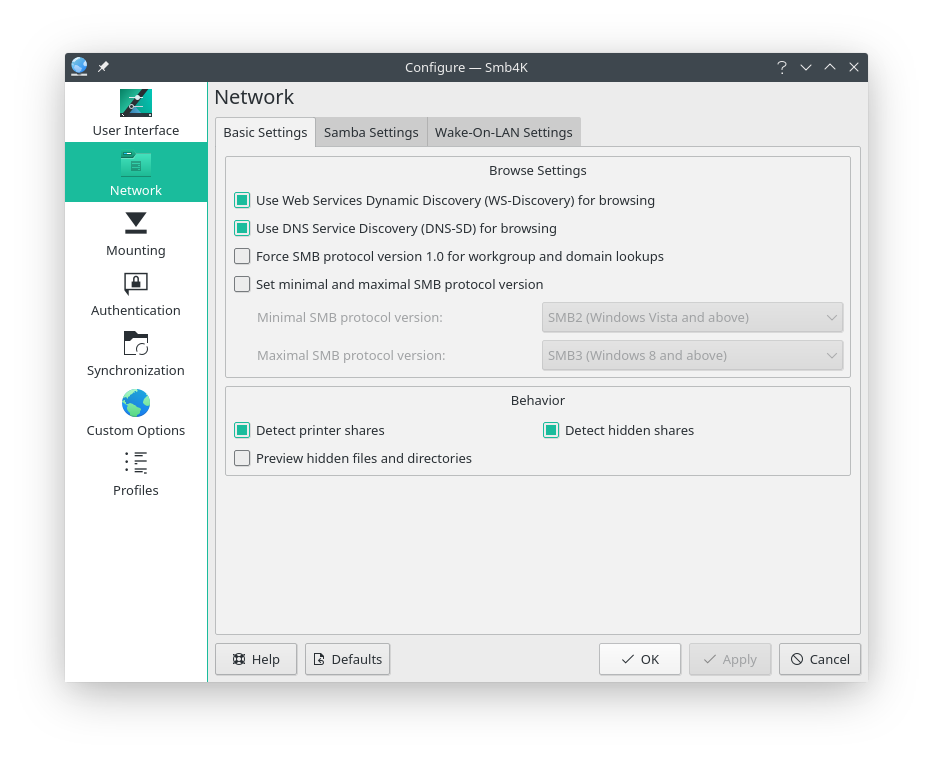 Configure — Smb4K
User Interface
Network
Mounting
Authentication
Synchronization
Custom Options
Profiles
Network
Basic Settings Samba Settings Wake-On-LAN Settings
Browse Settings
Use Web Services Dynamic Discovery (WS-Discovery) for browsing
Use DNS Service Discovery (DNS-SD) for browsing
Force SMB protocol version 1.0 for workgroup and domain lookups
Set minimal and maximal SMB protocol version
Minimal SMB protocol version: SMB2 (Windows Vista and above)
Maximal SMB protocol version: SMB3 (Windows 8 and above)
Behavior
Detect printer shares Detect hidden shares
Preview hidden files and directories
Help Defaults OK Apply Cancel